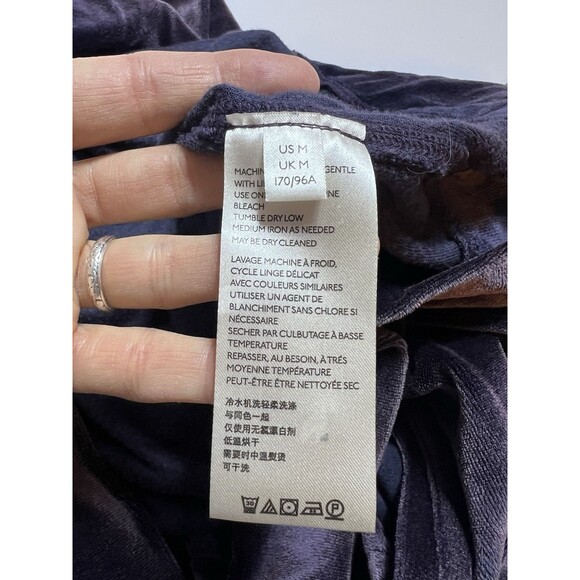 US M
UK M
170/96A
MACHIN GENTLE
WITH LI
USE ON NE
BLEACH
TUMBLE DRY LOW
MEDIUM IRON AS NEEDED
MAY BE DRY CLEANED
LAVAGE MACHINE À FROID,
CYCLE LINGE DÉLICAT
AVEC COULEURS SIMILAIRES
UTILISER UN AGENT DE
BLANCHIMENT SANS CHLORE SI
NÉCESSAIRE
SECHER PAR CULBUTAGE À BASSE
TEMPERATURE
REPASSER, AU BESOIN, À TRÉS
MOYENNE TEMPÉRATURE
PEUT-ÊTRE ÊTRE NETTOYÉE SEC
冷水机洗轻柔洗涤
与同色一起
仅使用无氯漂白剂
低温烘干
需要时中温熨烫
可干洗
30 P